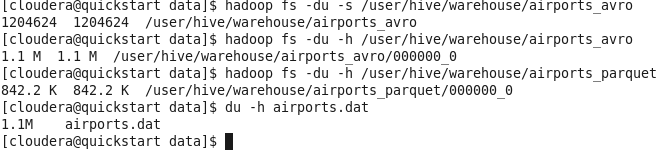 [cloudera@quickstart data]$ hadoop fs -du -s /user/hive/warehouse/airports_avro
1204624  1204624  /user/hive/warehouse/airports_avro
[cloudera@quickstart data]$ hadoop fs -du -h /user/hive/warehouse/airports_avro
1.1 M  1.1 M  /user/hive/warehouse/airports_avro/000000_0
[cloudera@quickstart data]$ hadoop fs -du -h /user/hive/warehouse/airports_parquet
842.2 K  842.2 K  /user/hive/warehouse/airports_parquet/000000_0
[cloudera@quickstart data]$ du -h airports.dat
1.1M    airports.dat
[cloudera@quickstart data]$